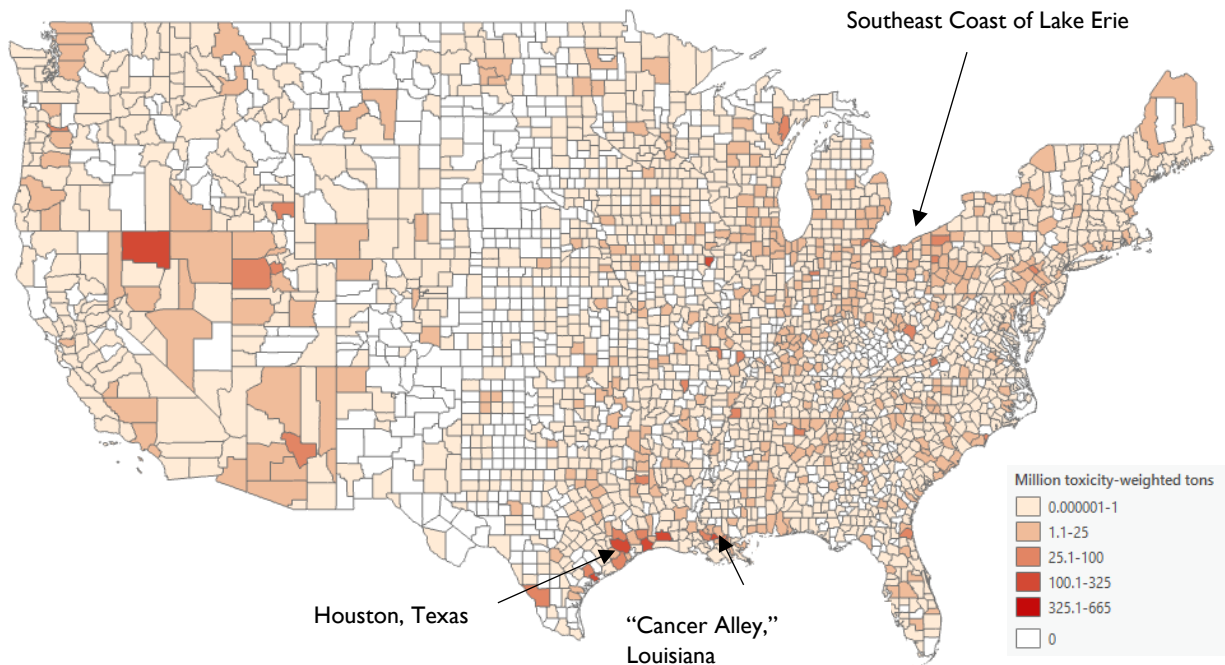 Southeast Coast of Lake Erie
Million toxicity-weighted tons
0.000001-1
1.1-25
25.1-100
100.1-325
325.1-665
0
Houston, Texas
“Cancer Alley,”
Louisiana